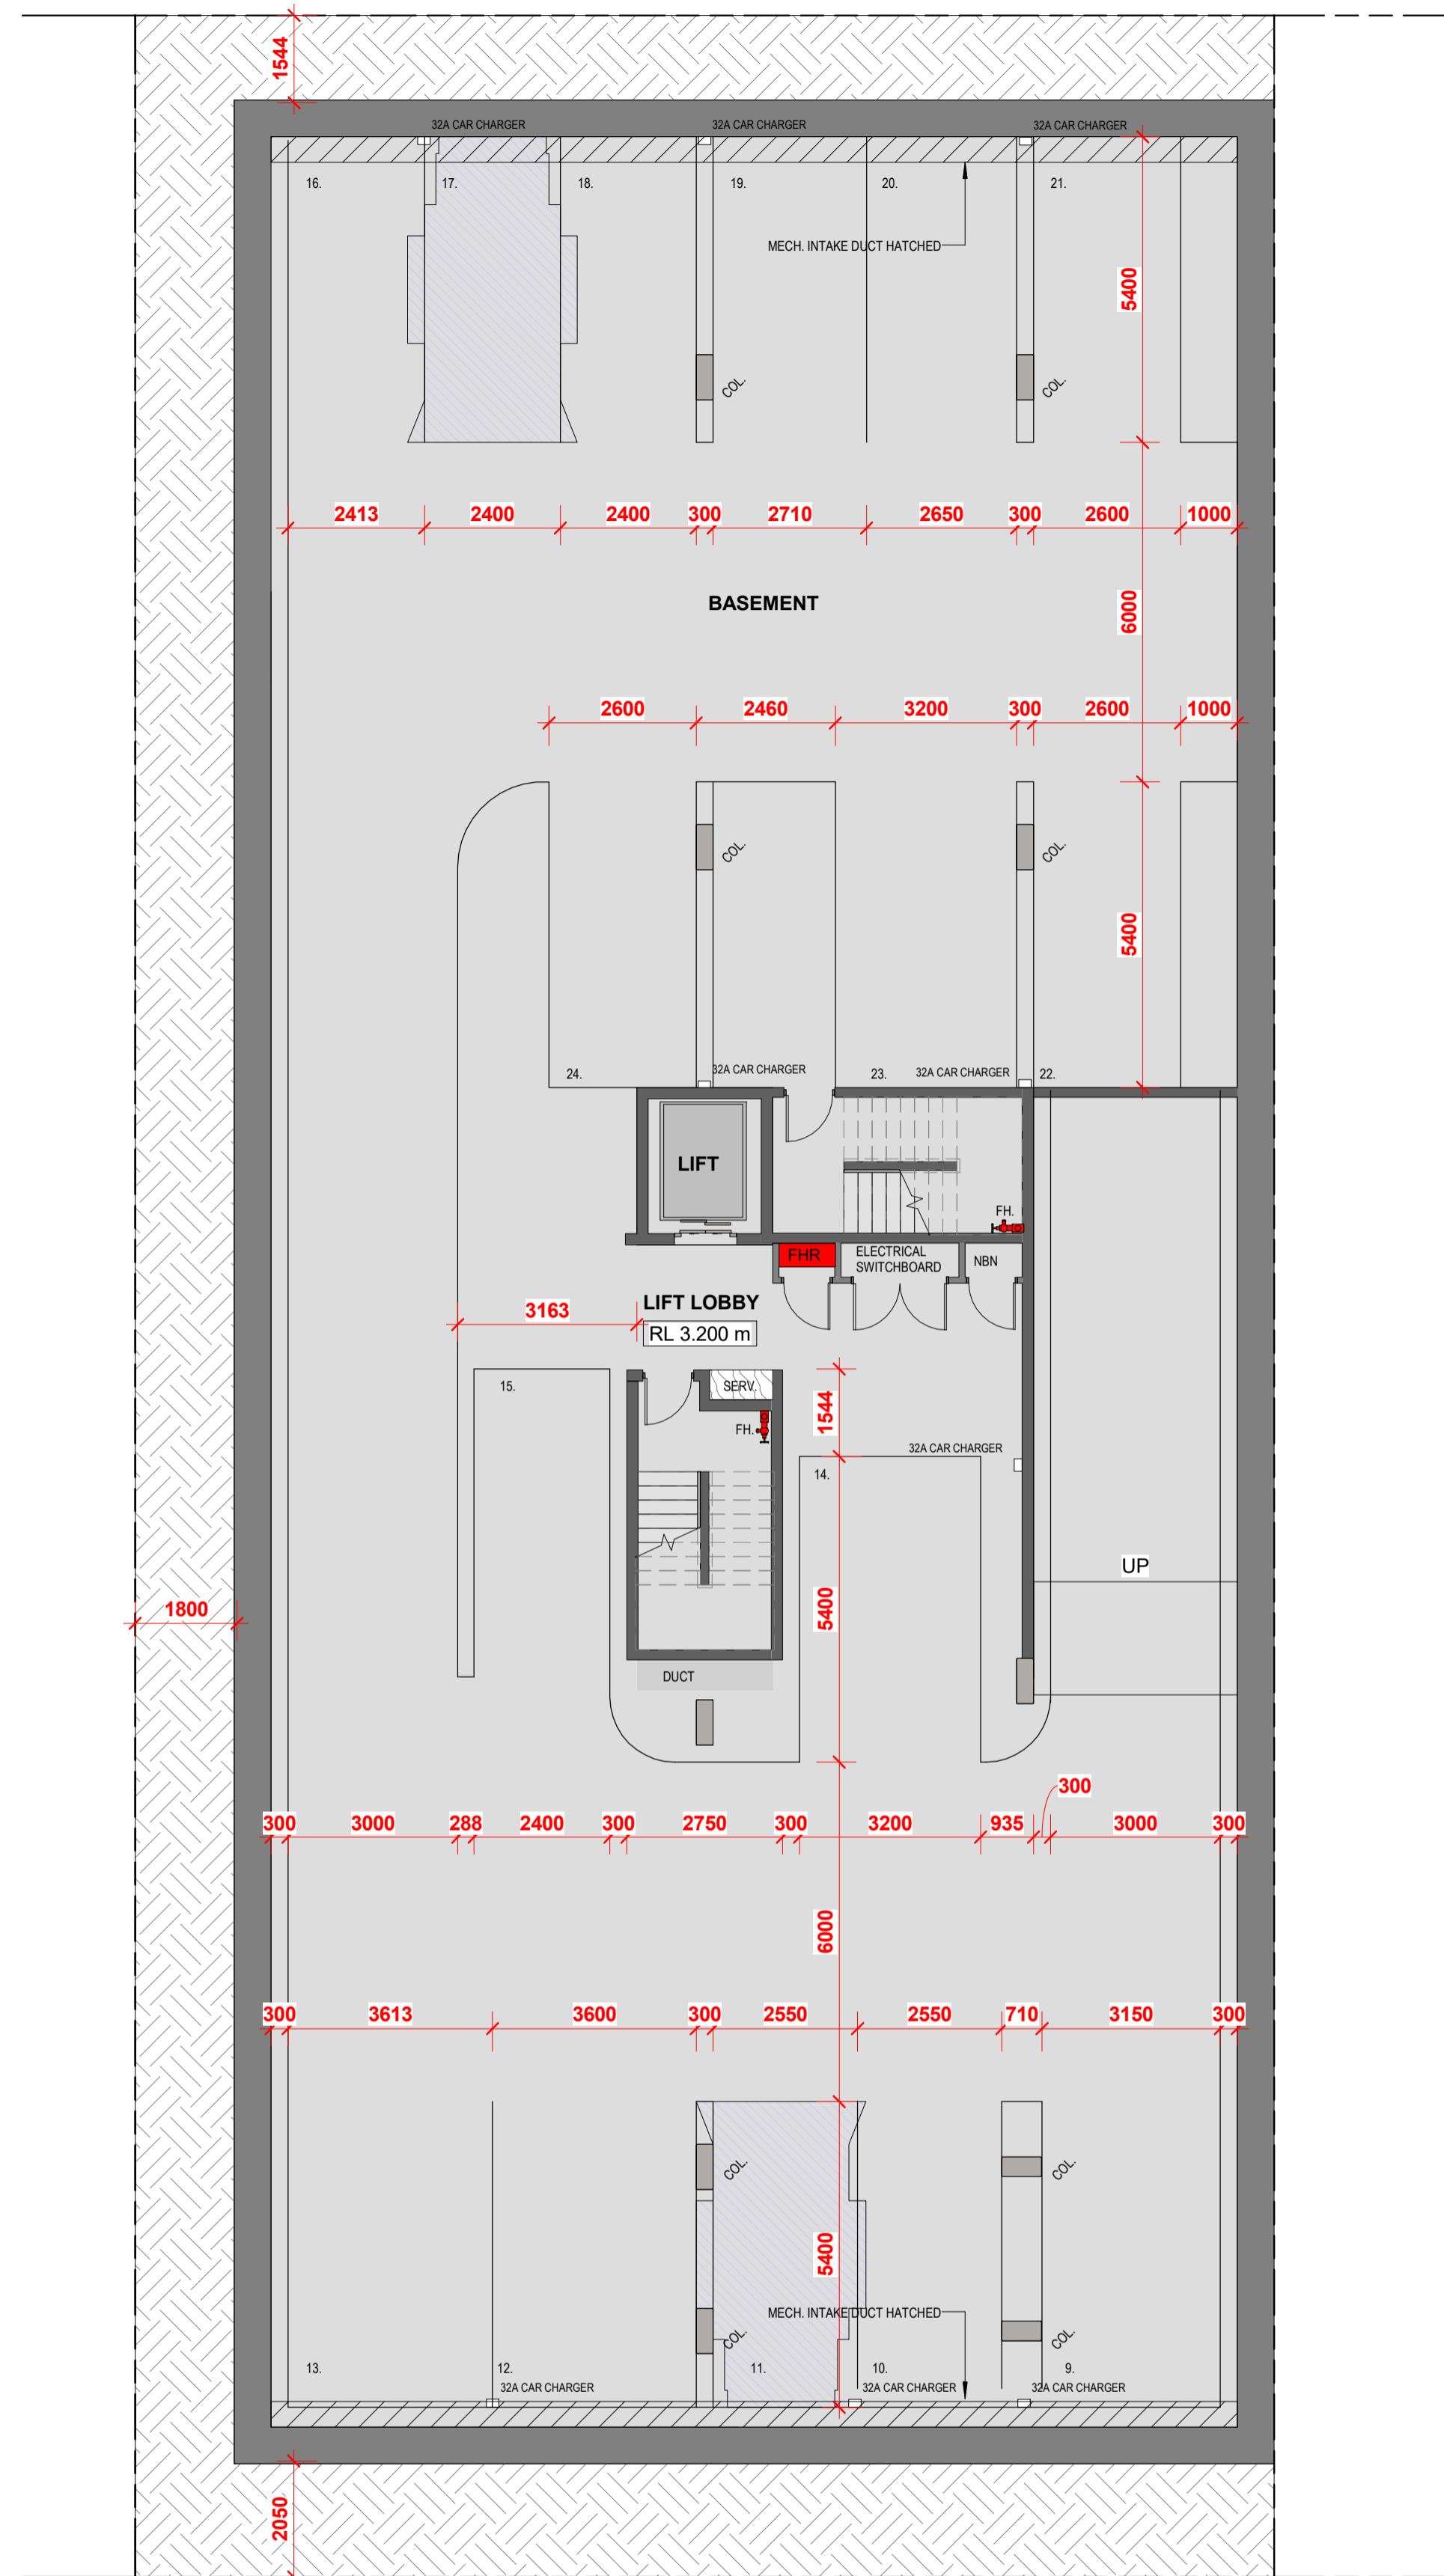 1544
32A CAR CHARGER
32A CAR CHARGER
32A CAR CHARGER
16.
17.
18.
19.
20.
21.
MECH. INTAKE DUCT HATCHED
5400
COL.
COL.
2413
2400
2400
300
2710
2650
300
2600
1000
BASEMENT
6000
2600
2460
3200
300
2600
1000
COL.
COL.
5400
24.
32A CAR CHARGER
23.
32A CAR CHARGER
22.
LIFT
FH.
FHR
ELECTRICAL
SWITCHBOARD
NBN
LIFT LOBBY
3163
RL 3.200 m
15.
SERV.
1544
FH.
32A CAR CHARGER
14.
UP
1800
5400
DUCT
300
300
3000
288
2400
300
2750
300
3200
935
3000
300
6000
300
3613
3600
300
2550
2550
710
3150
300
COL.
COL.
5400
MECH. INTAKE DUCT HATCHED
COL.
COL.
13.
12.
11.
10.
9.
32A CAR CHARGER
32A CAR CHARGER
32A CAR CHARGER
2050